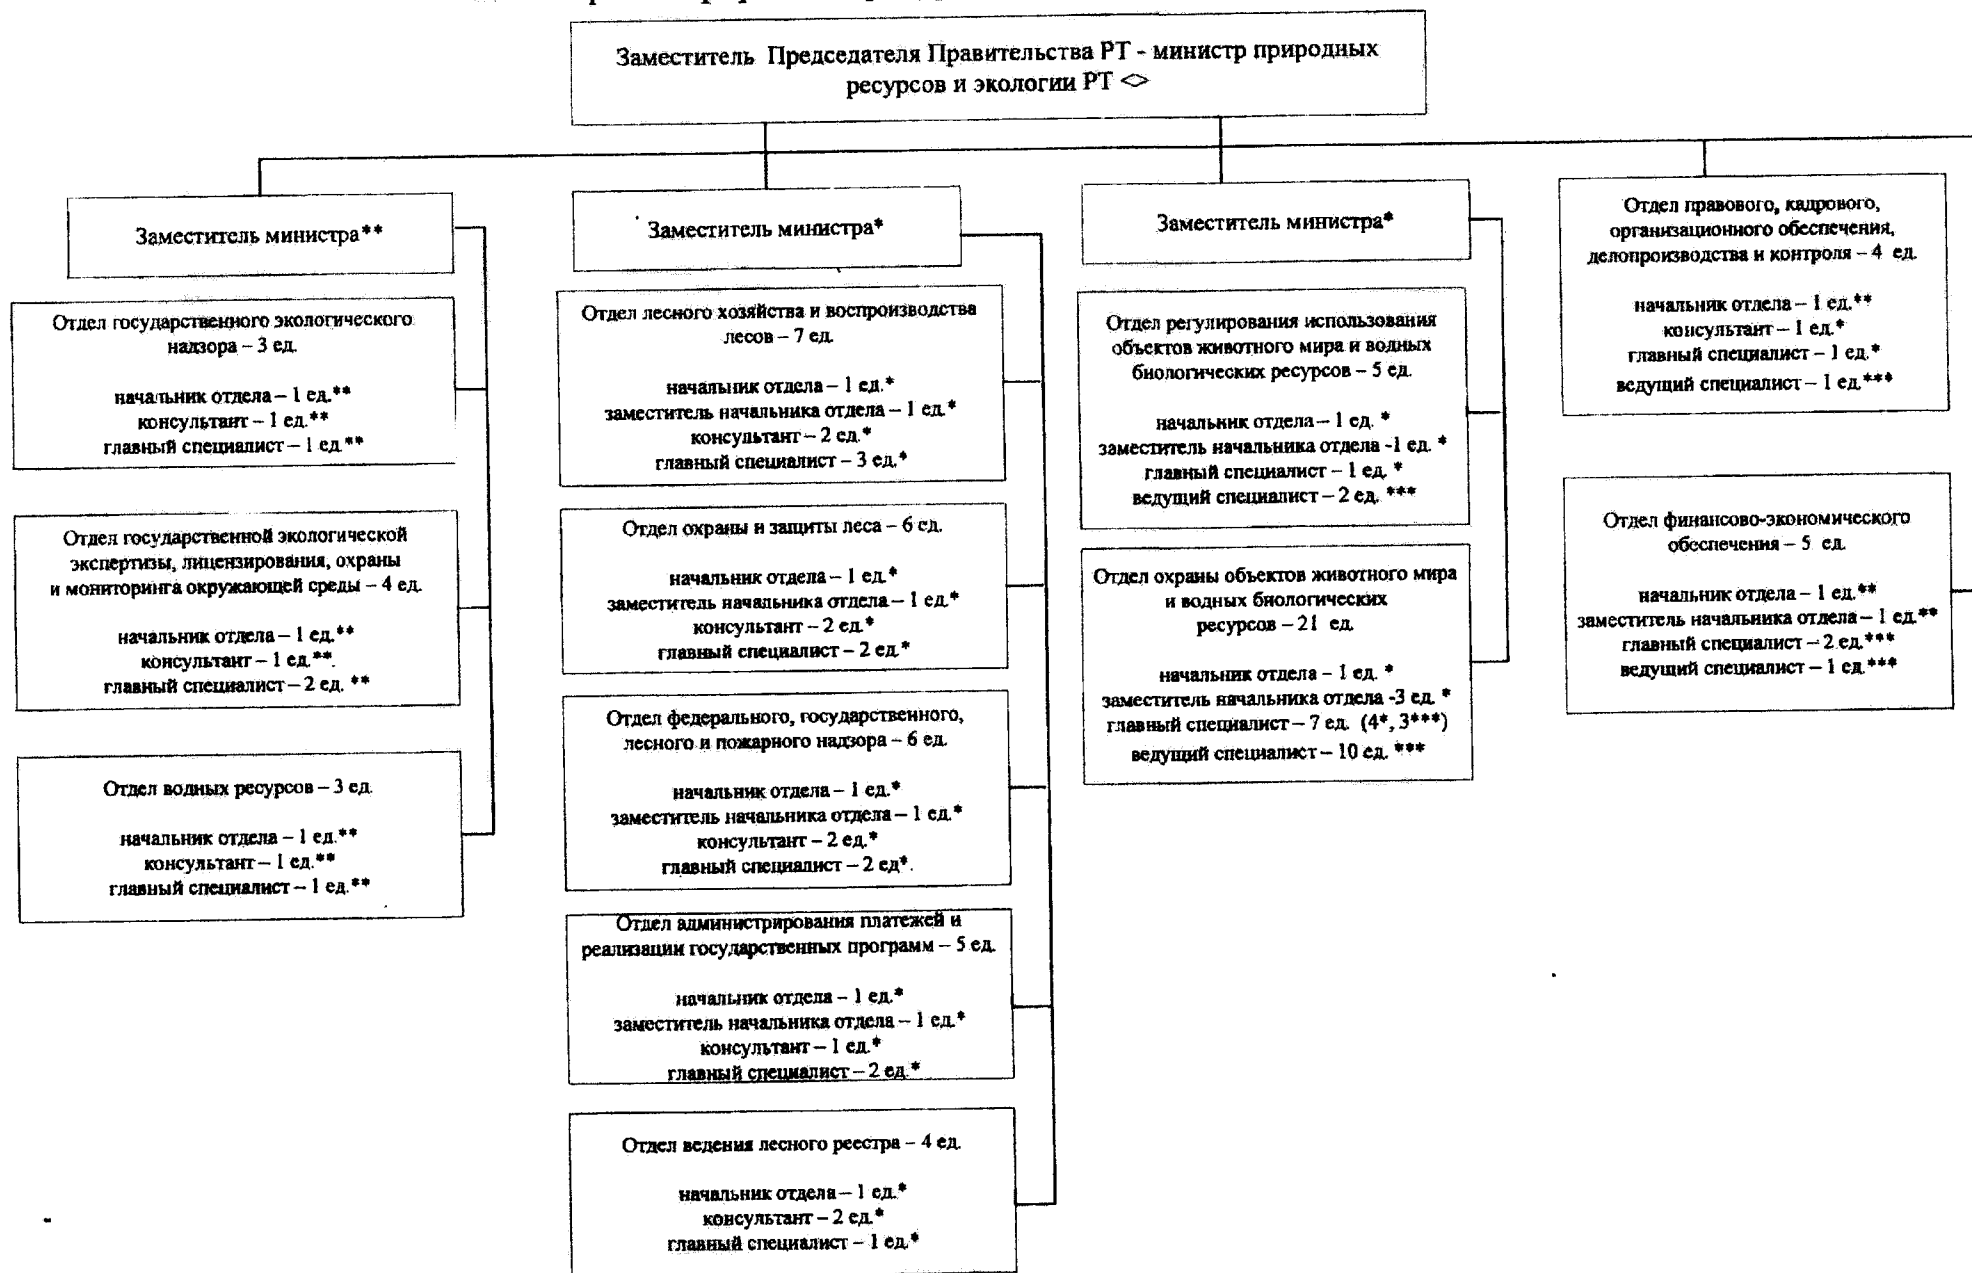 Заместитель Председателя Правительства РТ - министр природных
ресурсов и экологии РТ <>
Заместитель министра**
Отдел государственного экологического
надзора – 3 ед.
начальник отдела – 1 ед.**
консультант – 1 ед.**
главный специалист – 1 ед.**
Отдел государственной экологической
экспертизы, лицензирования, охраны
и мониторинга окружающей среды – 4 ед.
начальник отдела – 1 ед.**
консультант – 1 ед.**.
главный специалист – 2 ед. **
Отдел водных ресурсов – 3 ед.
начальник отдела – 1 ед.**
консультант – 1 ед.**
главный специалист – 1 ед.**
Заместитель министра*
Отдел лесного хозяйства и воспроизводства
лесов – 7 ед.
начальник отдела – 1 ед.*
заместитель начальника отдела – 1 ед.*
консультант – 2 ед.*
главный специалист – 3 ед.*
Отдел охраны и защиты леса – 6 ед.
начальник отдела – 1 ед.*
заместитель начальника отдела – 1 ед.*
консультант – 2 ед.*
главный специалист – 2 ед.*
Отдел федерального, государственного,
лесного и пожарного надзора – 6 ед.
начальник отдела – 1 ед.*
заместитель начальника отдела – 1 ед.*
консультант – 2 ед.*
главный специалист – 2 ед*.
Отдел администрирования платежей и
реализации государственных программ – 5 ед.
начальник отдела – 1 ед.*
заместитель начальника отдела – 1 ед.*
консультант – 1 ед.*
главный специалист – 2 ед.*
Отдел ведения лесного реестра – 4 ед.
начальник отдела – 1 ед.*
консультант – 2 ед.*
главный специалист – 1 ед.*
Заместитель министра*
Отдел регулирования использования
объектов животного мира и водных
биологических ресурсов – 5 ед.
начальник отдела – 1 ед. *
заместитель начальника отдела -1 ед. *
главный специалист – 1 ед. *
ведущий специалист – 2 ед. ***
Отдел охраны объектов животного мира
и водных биологических
ресурсов – 21 ед.
начальник отдела – 1 ед. *
заместитель начальника отдела -3 ед. *
главный специалист – 7 ед. (4*, 3***)
ведущий специалист – 10 ед. ***
Отдел правового, кадрового,
организационного обеспечения,
делопроизводства и контроля – 4 ед.
начальник отдела – 1 ед.**
консультант – 1 ед.*
главный специалист – 1 ед.*
ведущий специалист – 1 ед.***
Отдел финансово-экономического
обеспечения – 5 ед.
начальник отдела – 1 ед.**
заместитель начальника отдела – 1 ед.**
главный специалист – 2 ед.***
ведущий специалист – 1 ед.***